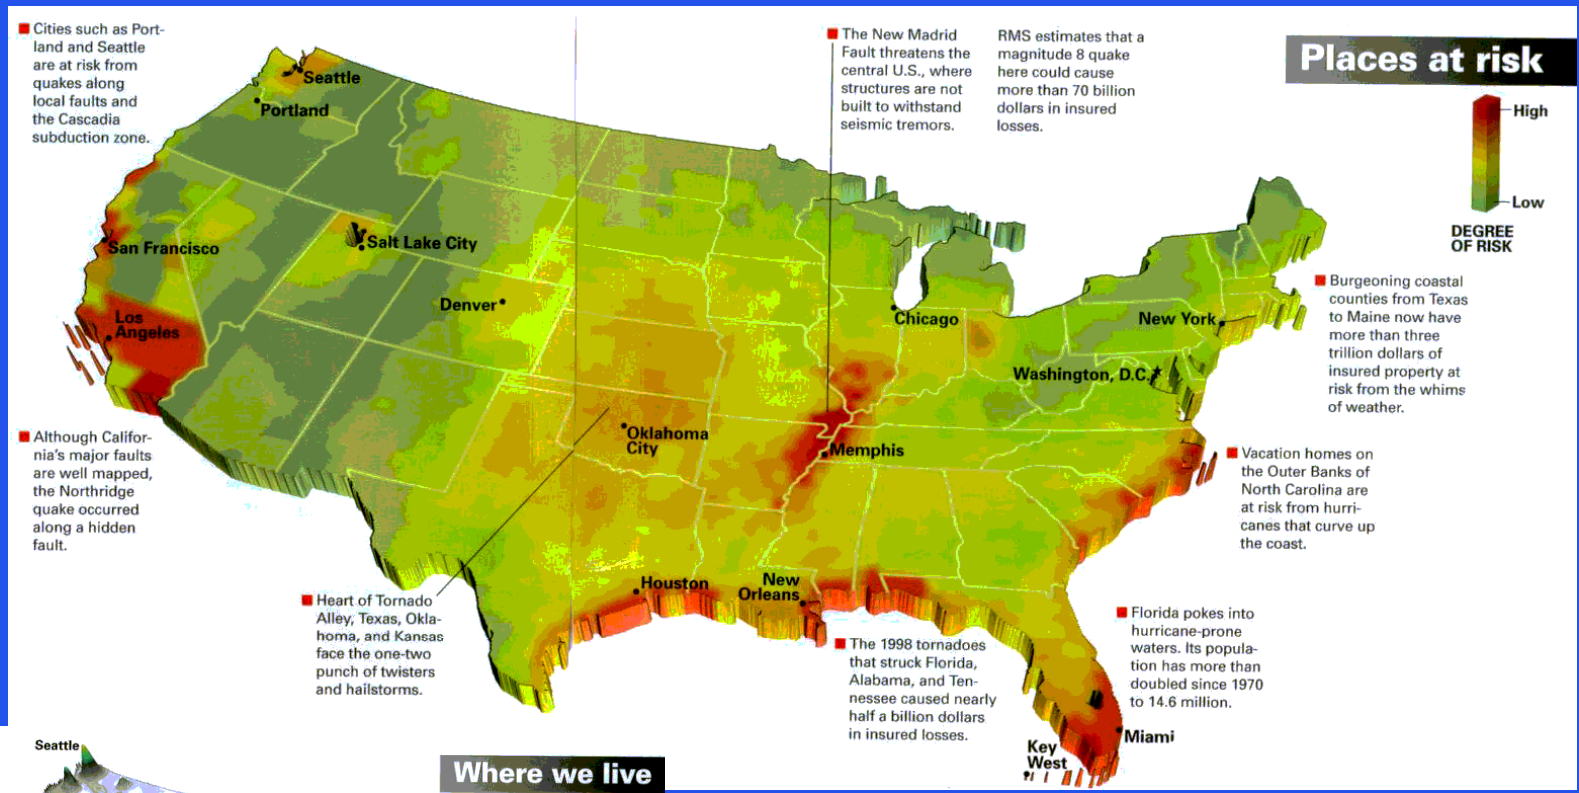 Places at risk
High
Low
DEGREE
OF RISK
Cities such as Port-
land and Seattle
are at risk from
quakes along
local faults and
the Cascadia
subduction zone.
The New Madrid
Fault threatens the
central U.S., where
structures are not
built to withstand
seismic tremors.
RMS estimates that a
magnitude 8 quake
here could cause
more than 70 billion
dollars in insured
losses.
Seattle
Portland
San Francisco
Salt Lake City
Los
Angeles
Denver
Chicago
New York
Washington, D.C.
Oklahoma
City
Memphis
Houston
New
Orleans
Miami
Key
West
Burgeoning coastal
counties from Texas
to Maine now have
more than three
trillion dollars of
insured property at
risk from the whims
of weather.
Although Califor-
nia's major faults
are well mapped,
the Northridge
quake occurred
along a hidden
fault.
Vacation homes on
the Outer Banks of
North Carolina are
at risk from hurri-
canes that curve up
the coast.
Heart of Tornado
Alley, Texas, Okla-
homa, and Kansas
face the one-two
punch of twisters
and hailstorms.
The 1998 tornadoes
that struck Florida,
Alabama, and Ten-
nessee caused nearly
half a billion dollars
in insured losses.
Florida pokes into
hurricane-prone
waters. Its popula-
tion has more than
doubled since 1970
to 14.6 million.
Seattle
Where we live